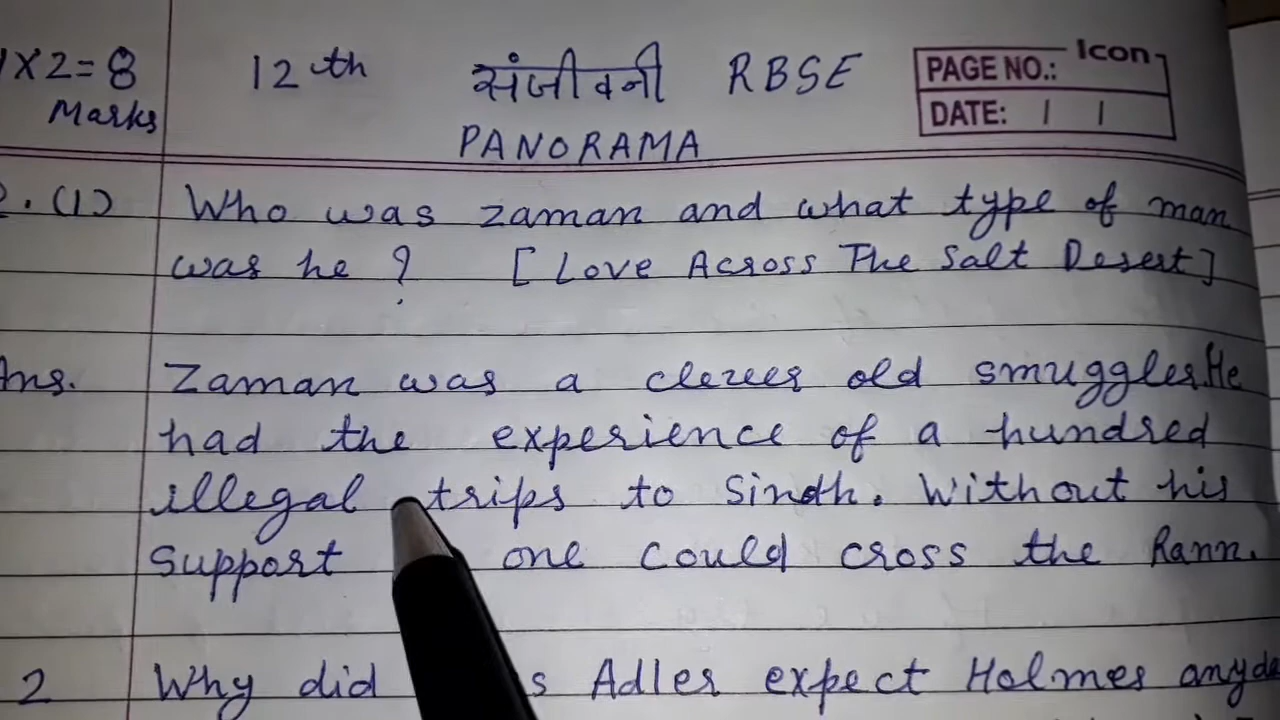 X2=8 12th संजीवनी RBSE Icon
Marks PANORAMA PAGE NO.:
DATE: / /
(1) Who was zaman and what type of man
was he ? [Love Across The Salt Desert]
Ans. Zaman was a clever old smuggler. He
had the experience of a hundred
illegal trips to Sindh. Without his
support one could cross the Rann.
2 Why did Adler expect Holmes